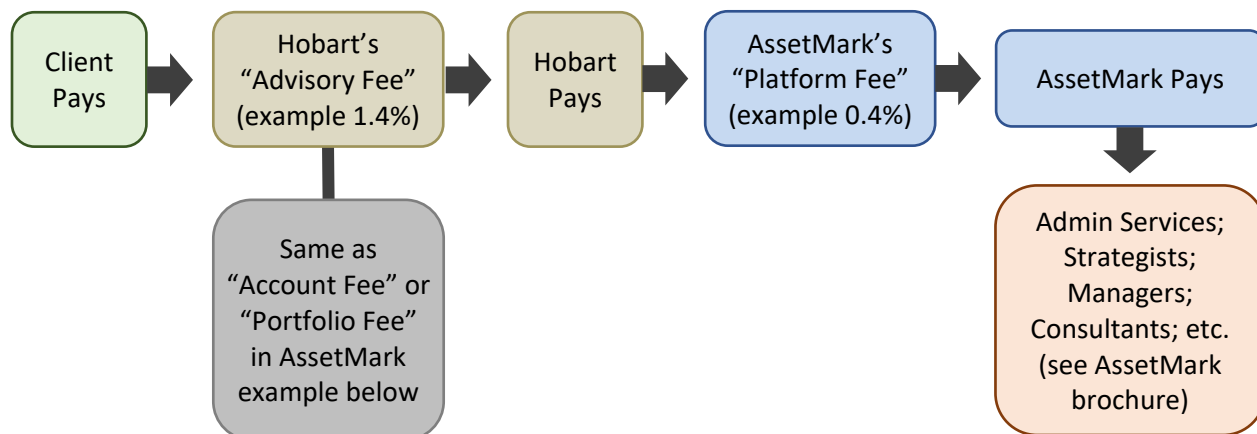 Client
Pays
Hobart’s
“Advisory Fee”
(example 1.4%)
Hobart
Pays
AssetMark’s
“Platform Fee”
(example 0.4%)
AssetMark Pays
Same as
“Account Fee” or
“Portfolio Fee”
in AssetMark
example below
Admin Services;
Strategists;
Managers;
Consultants; etc.
(see AssetMark
brochure)